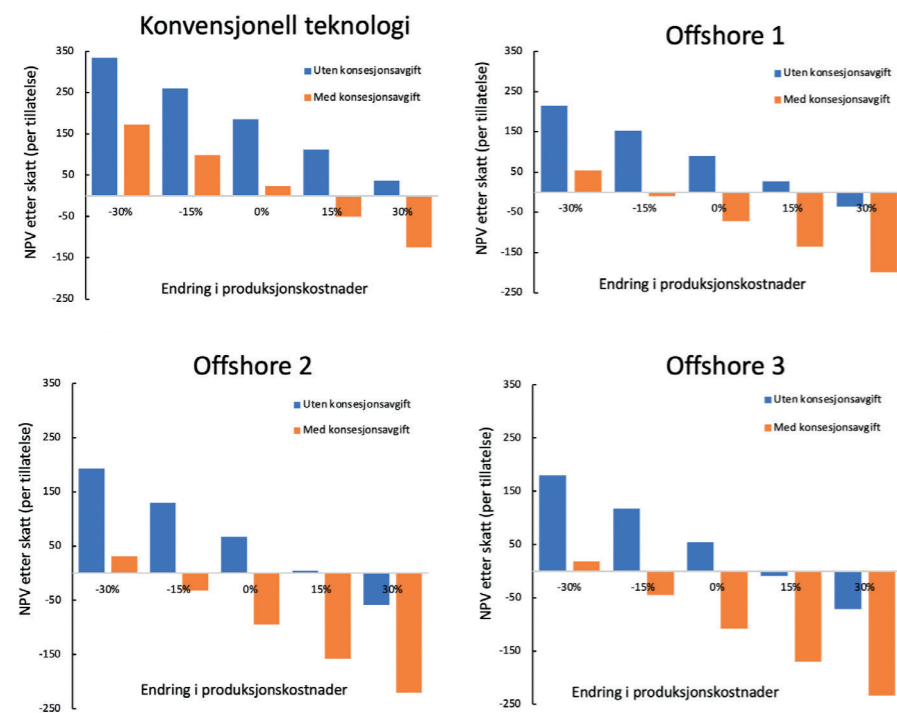 Konvensjonell teknologi
NPV etter skatt (per tillatelse)
350
250
150
50
-50
-150
-250
Uten konsesjonsavgift
Med konsesjonsavgift
-30% -15% 0% 15% 30%
Endring i produksjonskostnader
Offshore 1
NPV etter skatt (per tillatelse)
350
250
150
50
-50
-150
-250
Uten konsesjonsavgift
Med konsesjonsavgift
-30% -15% 0% 15% 30%
Endring i produksjonskostnader
Offshore 2
NPV etter skatt (per tillatelse)
350
250
150
50
-50
-150
-250
Uten konsesjonsavgift
Med konsesjonsavgift
-30% -15% 0% 15% 30%
Endring i produksjonskostnader
Offshore 3
NPV etter skatt (per tillatelse)
350
250
150
50
-50
-150
-250
Uten konsesjonsavgift
Med konsesjonsavgift
-30% -15% 0% 15% 30%
Endring i produksjonskostnader